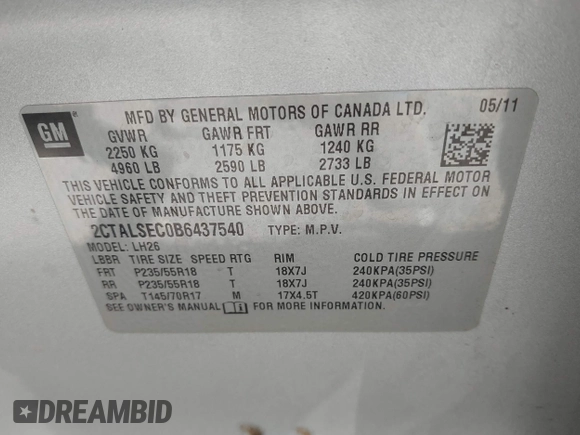 MFD BY GENERAL MOTORS OF CANADA LTD. 05/11
GM
GVWR GAWR FRT GAWR RR
2250 KG 1175 KG 1240 KG
4960 LB 2590 LB 2733 LB
THIS VEHICLE CONFORMS TO ALL APPLICABLE U.S. FEDERAL MOTOR
VEHICLE SAFETY AND THEFT PREVENTION STANDARDS IN EFFECT ON
THE DATE OF MANUFACTURE SHOWN ABOVE.
2CTALSEC0B6437540 TYPE: M.P.V.
MODEL: LH26
LBBR TIRE SIZE SPEED RTG RIM COLD TIRE PRESSURE
FRT P235/55R18 T 18X7J 240KPA(35PSI)
RR P235/55R18 T 18X7J 240KPA(35PSI)
SPA T145/70R17 M 17X4.5T 420KPA(60PSI)
SEE OWNER'S MANUAL FOR MORE INFORMATION.
DREAMBID